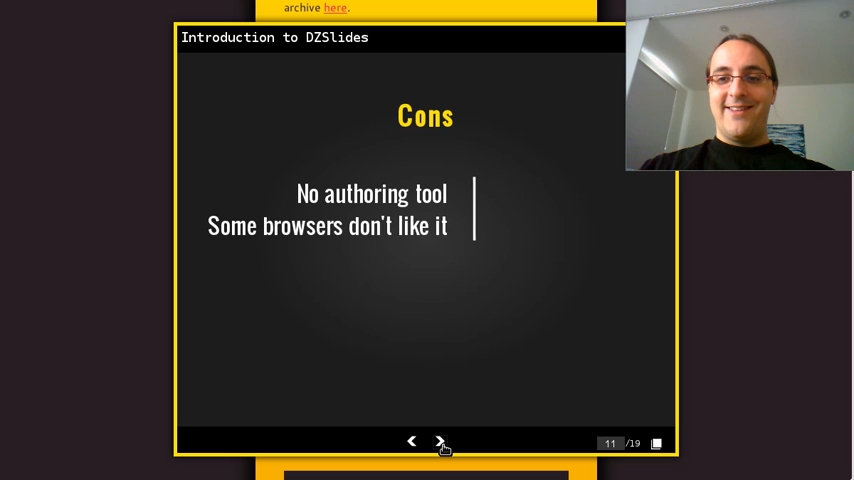 archive here.
Introduction to DZSlides
Cons
No authoring tool
Some browsers don't like it
11 /19